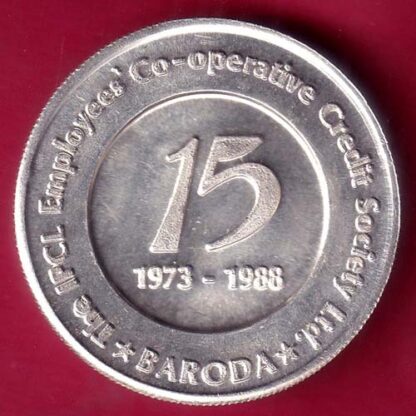 The IPCL Employees' Co-operative Credit Society Ltd.
★ BARODA ★
15
1973 - 1988